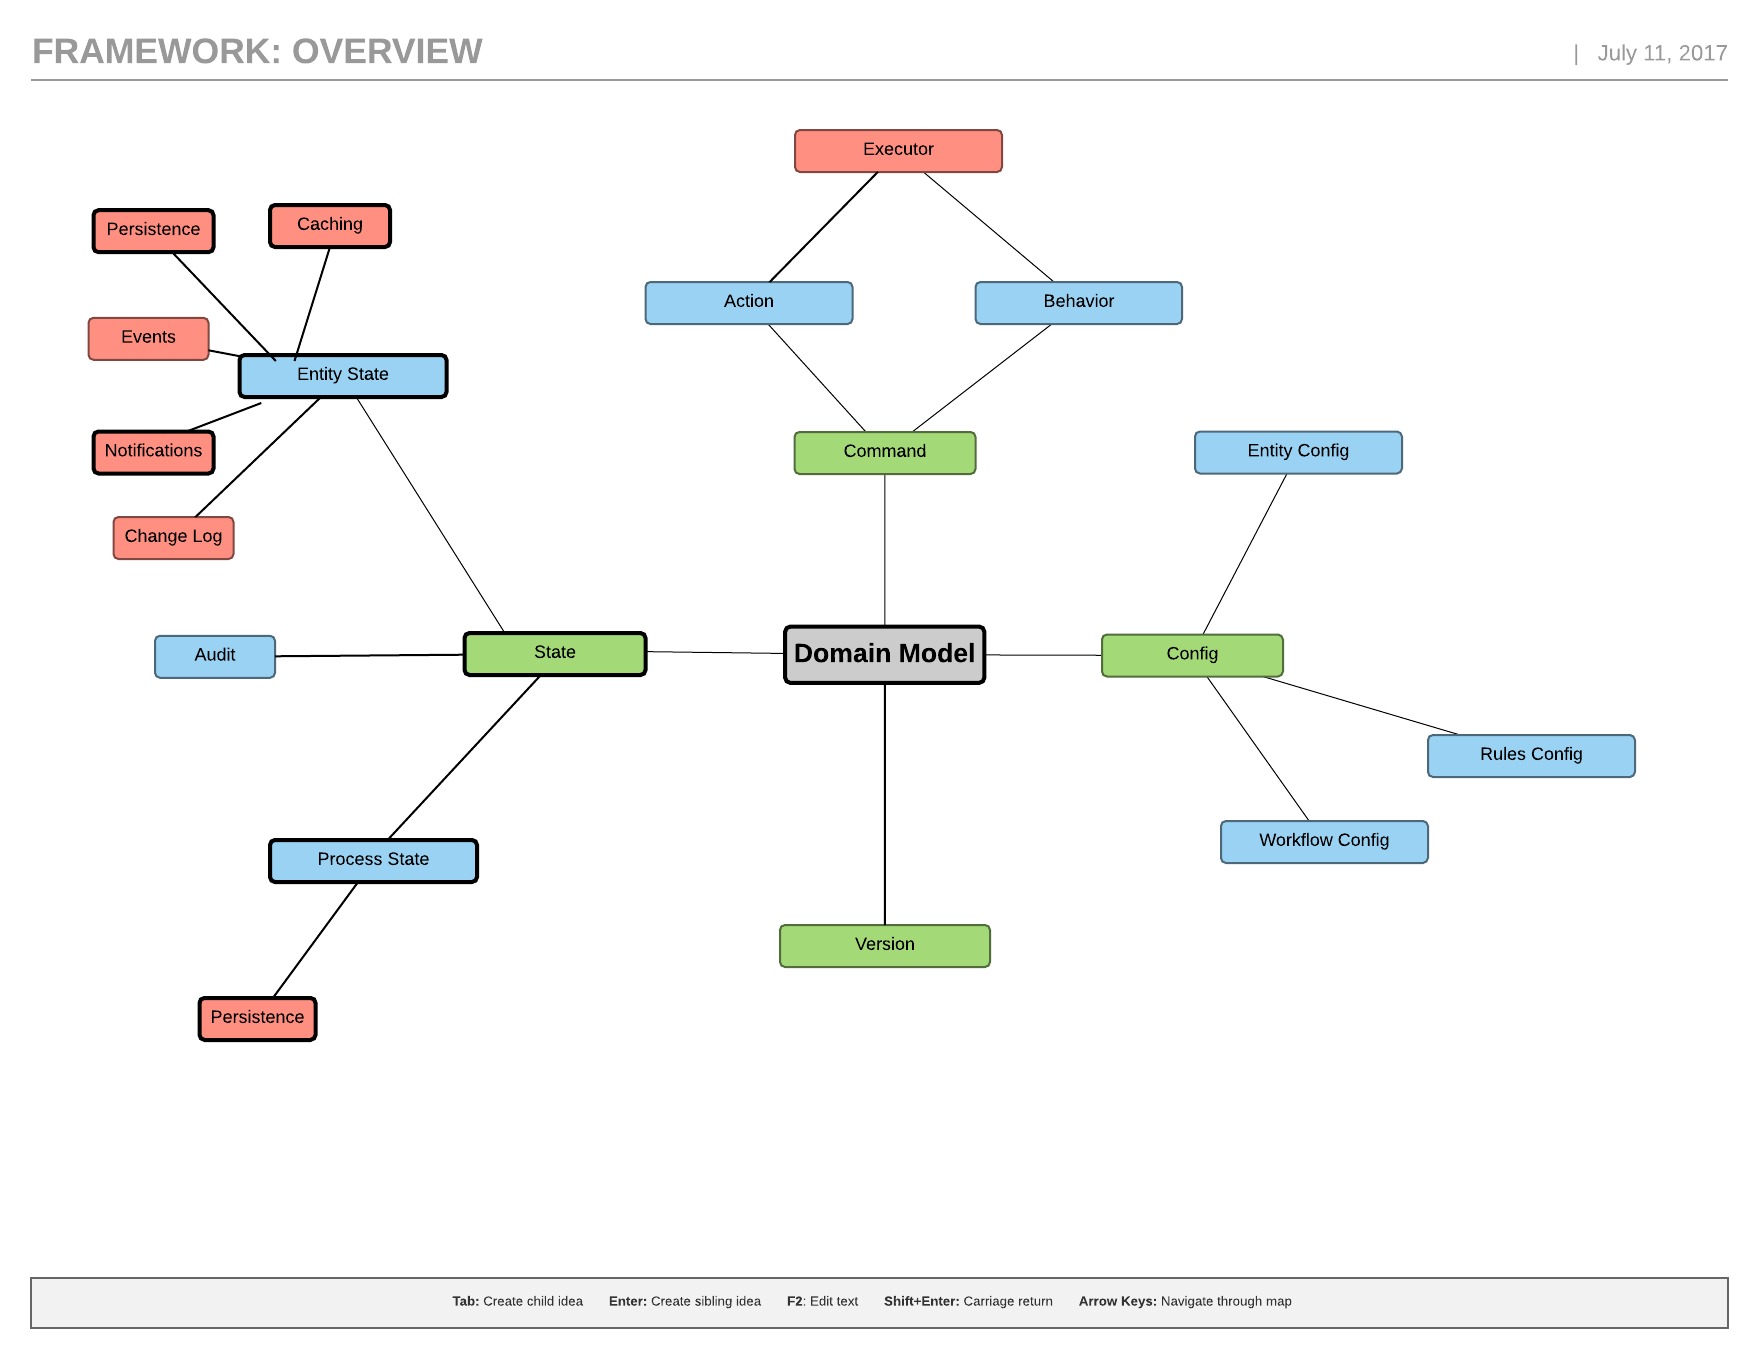 FRAMEWORK: OVERVIEW
| July 11, 2017
Executor
Persistence
Caching
Action
Behavior
Events
Entity State
Notifications
Command
Entity Config
Change Log
Audit
State
Domain Model
Config
Rules Config
Workflow Config
Process State
Version
Persistence
Tab: Create child idea Enter: Create sibling idea F2: Edit text Shift+Enter: Carriage return Arrow Keys: Navigate through map